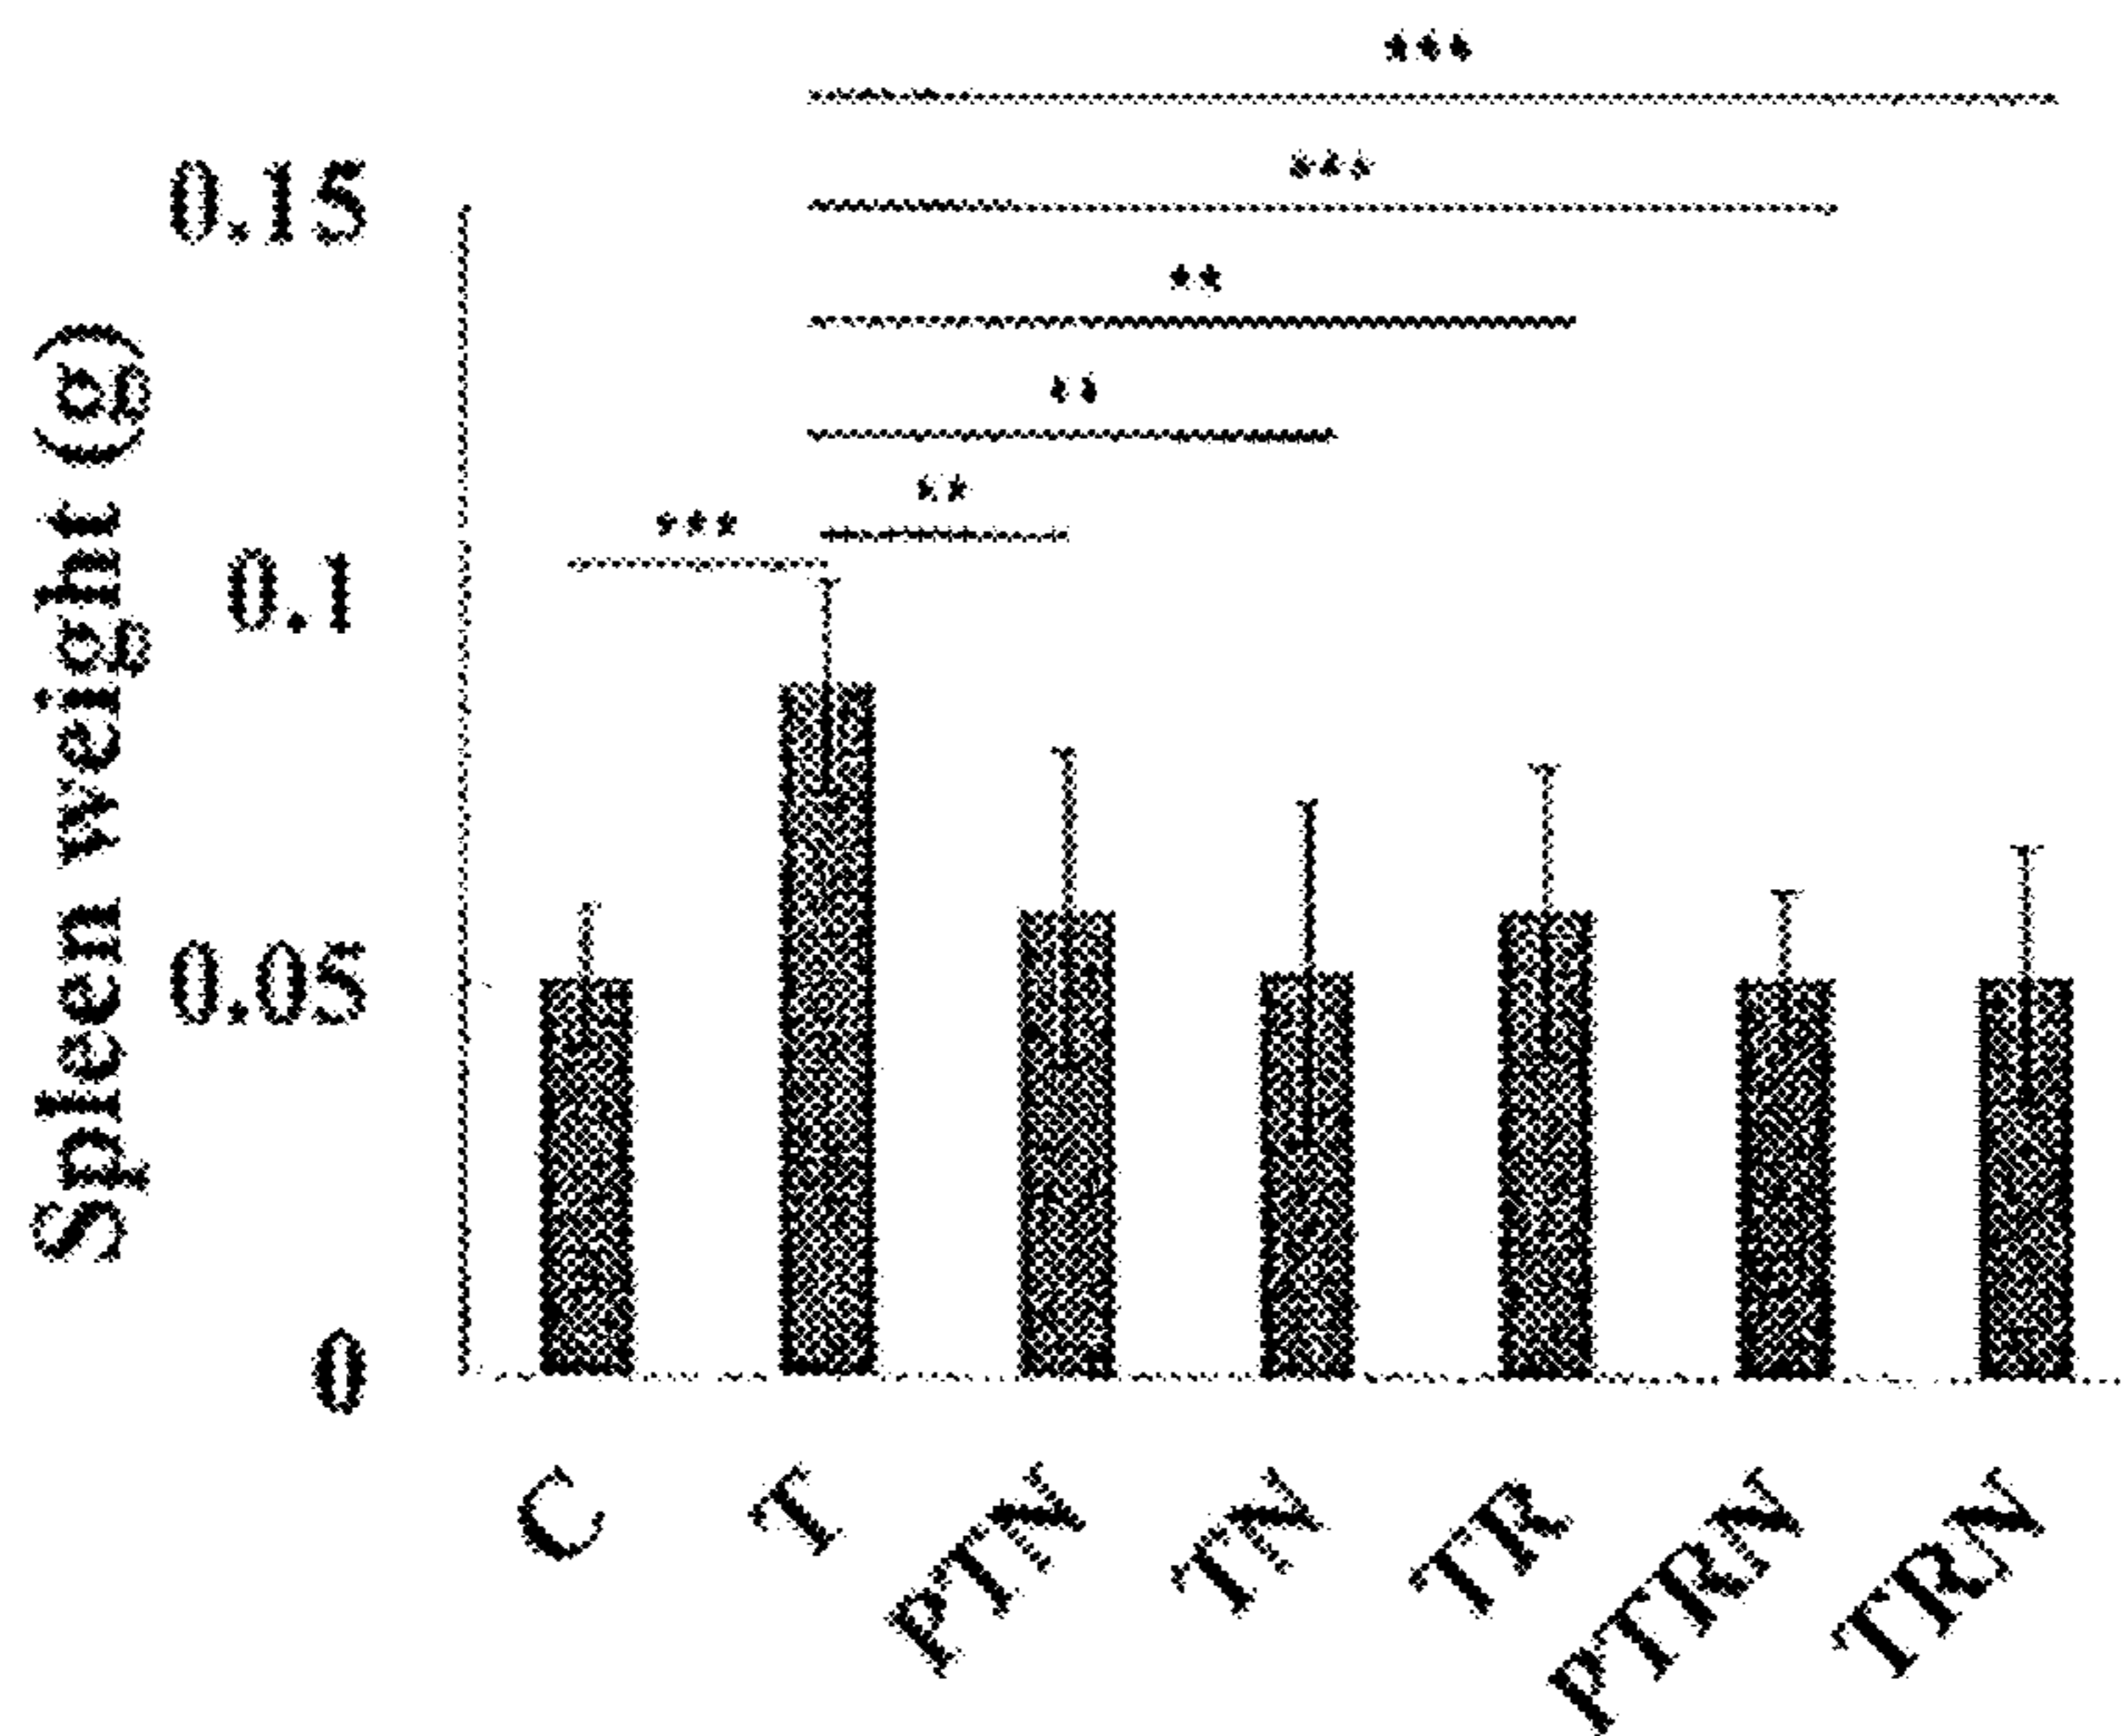 ***
0.15
***
**
**
**
***
0.1
0.05
0
Spleen weight (g)
C
T
PTN
TN
TR
PTRN
TRN